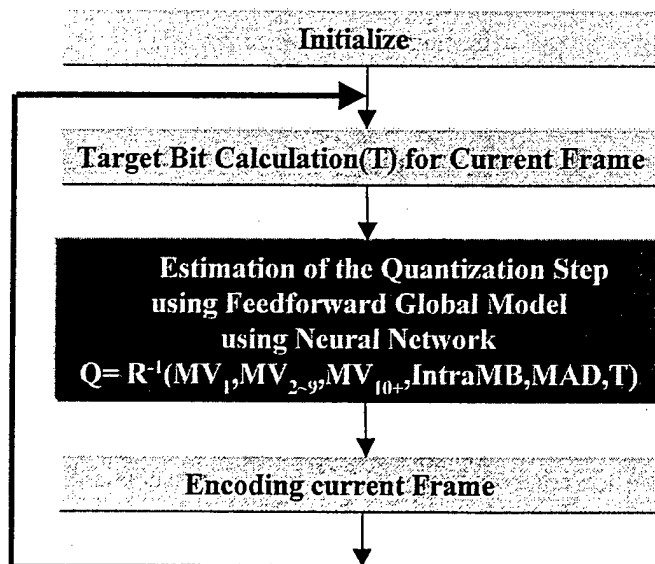 Initialize
Target Bit Calculation(T) for Current Frame
Estimation of the Quantization Step
using Feedforward Global Model
using Neural Network
Q= R⁻¹(MV₁,MV₂~₉,MV₁₀₊,IntraMB,MAD,T)
Encoding current Frame